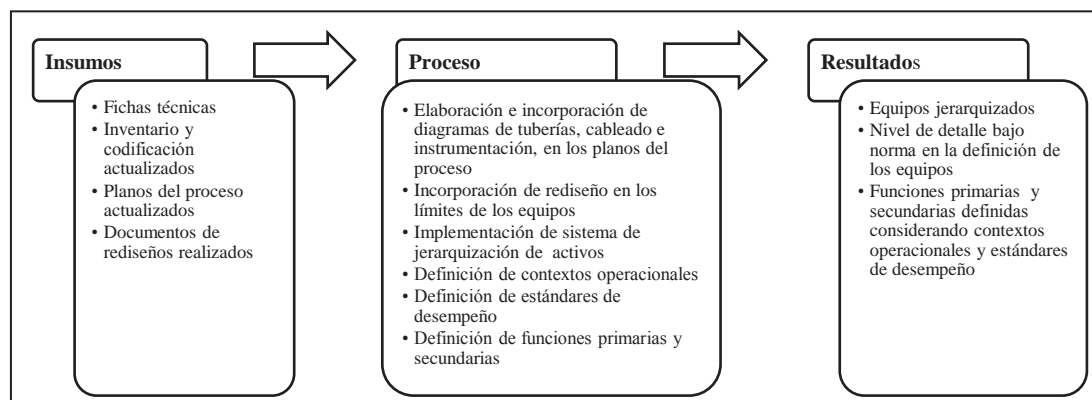 Insumos
• Fichas técnicas
• Inventario y
codificación
actualizados
• Planos del proceso
actualizados
• Documentos de
rediseños realizados
Proceso
• Elaboración e incorporación de
diagramas de tuberías, cableado e
instrumentación, en los planos del
proceso
• Incorporación de rediseño en los
límites de los equipos
• Implementación de sistema de
jerarquización de activos
• Definición de contextos operacionales
• Definición de estándares de
desempeño
• Definición de funciones primarias y
secundarias
Resultados
• Equipos jerarquizados
• Nivel de detalle bajo
norma en la definición de
los equipos
• Funciones primarias y
secundarias definidas
considerando contextos
operacionales y estándares
de desempeño